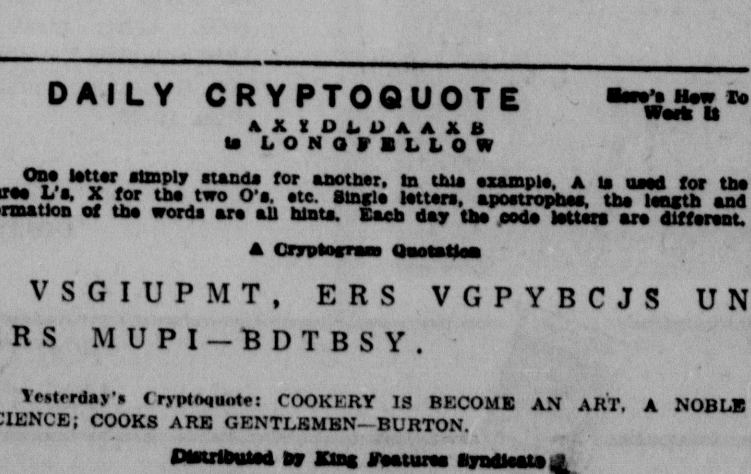 DAILY CRYPTOQUOTE
Here's How To
Work It
AXYDLDAAXB
is LONGFELLOW
One letter simply stands for another, in this example, A is used for the
L's, X for the two O's, etc. Single letters, apostrophes, the length and
of the words are all hints. Each day the code letters are different.
A Cryptogram Quotation
VSGIUPMT, ERS VGPYBCJS UN
RS MUPI—BDTBSY.
Yesterday's Cryptoquote: COOKERY IS BECOME AN ART, A NOBLE
CIENCE; COOKS ARE GENTLEMEN—BURTON.
Distributed by King Features Syndicate